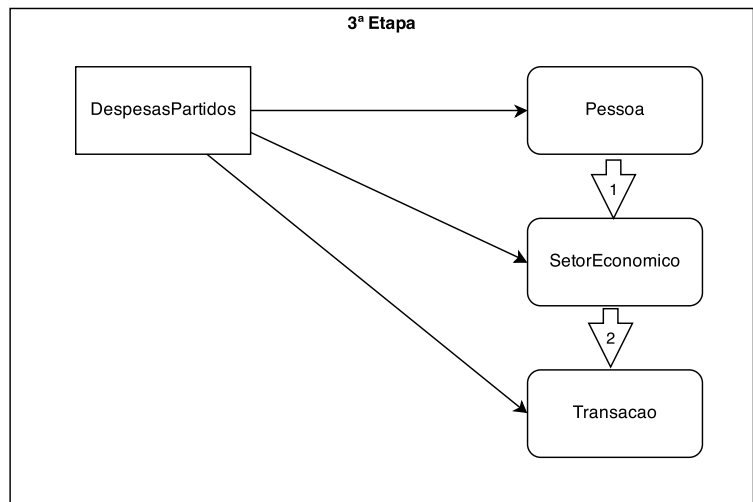 3ª Etapa
DespesasPartidos
Pessoa
1
SetorEconomico
2
Transacao